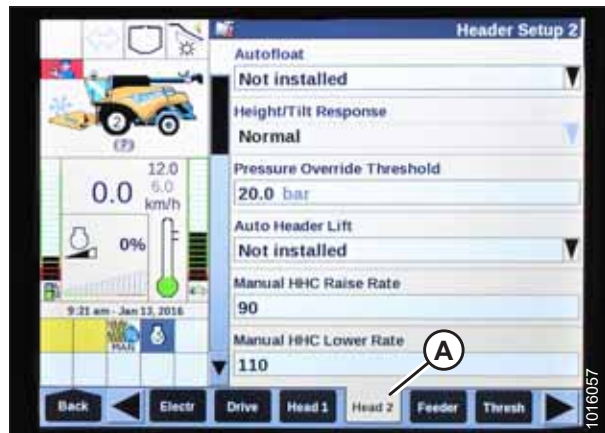 Header Setup 2
Autofloat
Not installed
Height/Tilt Response
Normal
Pressure Override Threshold
20.0 bar
Auto Header Lift
Not installed
Manual HHC Raise Rate
90
Manual HHC Lower Rate
110
2
(?)
12.0
0.0 6.0
km/h
0%
9:21 am - Jan 13, 2016
MAN
A
Back Electr Drive Head 1 Head 2 Feeder Thresh
1016057